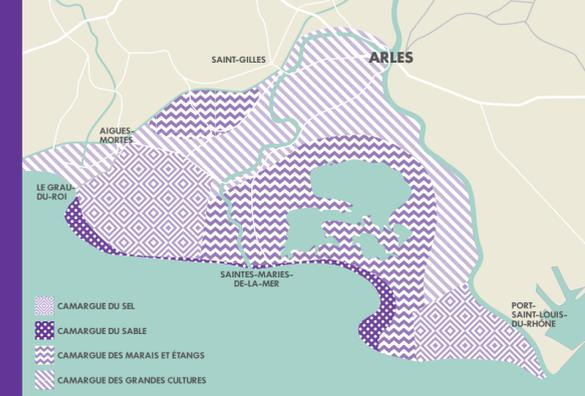 SAINT-GILLES
ARLES
AIGUES-
MORTES
LE GRAU-
DU-ROI
SAINTES-MARIES-
DE-LA-MER
PORT-
SAINT-LOUIS-
DU-RHÔNE
CAMARGUE DU SEL
CAMARGUE DU SABLE
CAMARGUE DES MARAIS ET ÉTANGS
CAMARGUE DES GRANDES CULTURES